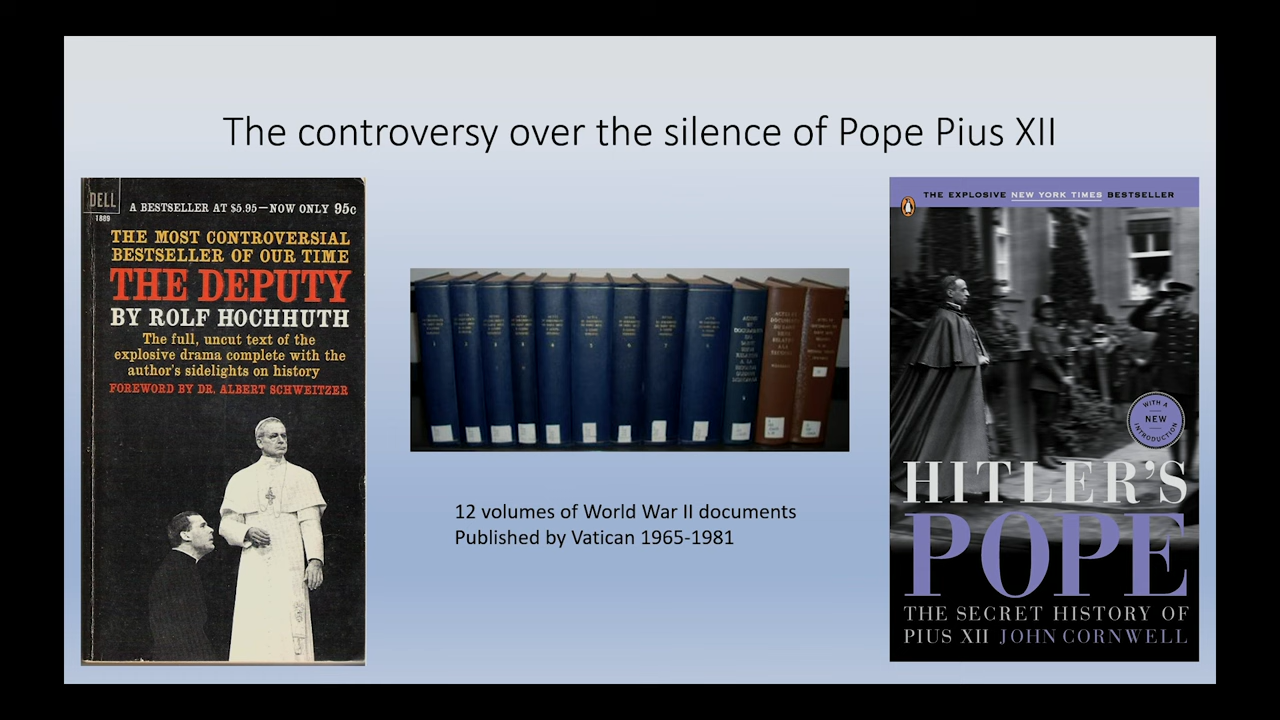 The controversy over the silence of Pope Pius XII
DELL
1889
A BESTSELLER AT $5.95—NOW ONLY 95c
THE MOST CONTROVERSIAL
BESTSELLER OF OUR TIME
THE DEPUTY
BY ROLF HOCHHUTH
The full, uncut text of the
explosive drama complete with the
author's sidelights on history
FOREWORD BY DR. ALBERT SCHWEITZER
12 volumes of World War II documents
Published by Vatican 1965-1981
THE EXPLOSIVE NEW YORK TIMES BESTSELLER
WITH A
NEW
INTRODUCTION
HITLER'S
POPE
THE SECRET HISTORY OF
PIUS XII JOHN CORNWELL